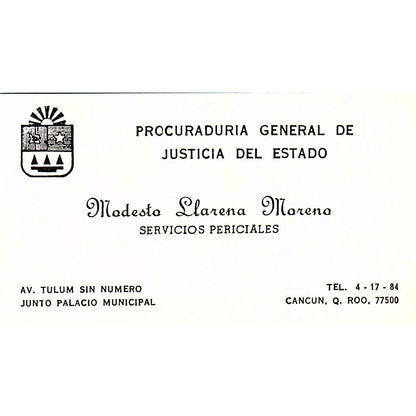 PROCURADURIA GENERAL DE
JUSTICIA DEL ESTADO
Modesto Llarena Moreno
SERVICIOS PERICIALES
AV. TULUM SIN NUMERO
JUNTO PALACIO MUNICIPAL
TEL. 4 - 17 - 84
CANCUN, Q. ROO, 77500